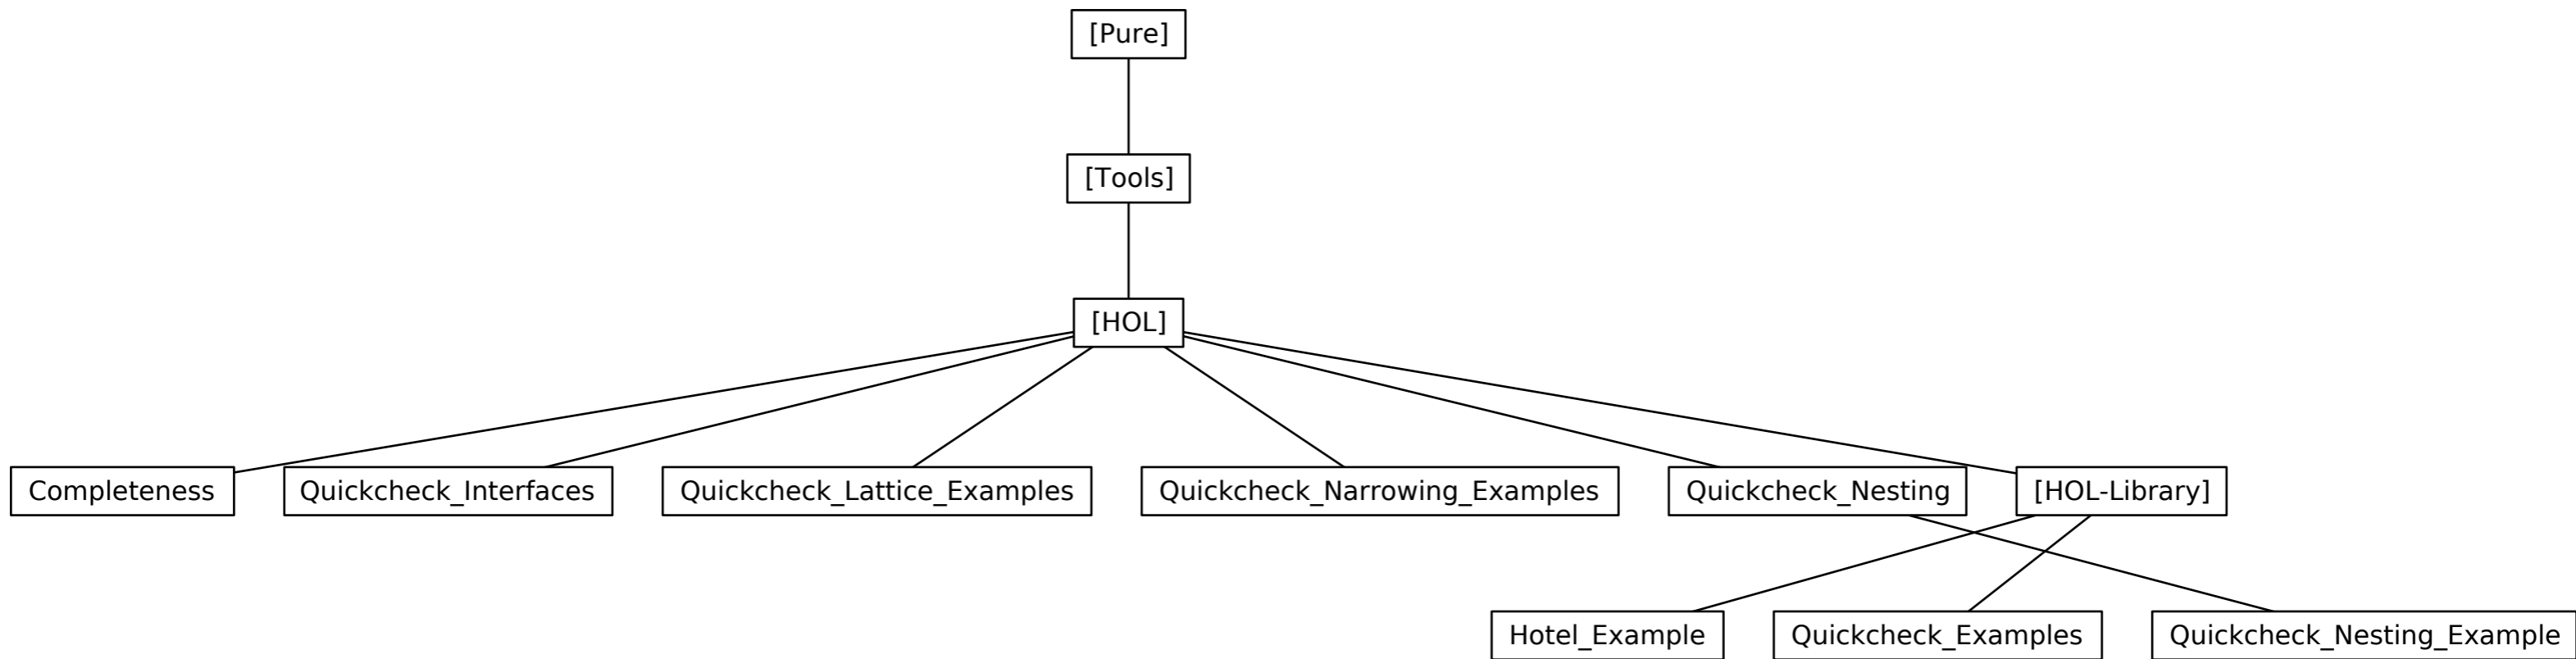 [Pure]
[Tools]
[HOL]
Completeness
Quickcheck_Interfaces
Quickcheck_Lattice_Examples
Quickcheck_Narrowing_Examples
Quickcheck_Nesting
[HOL-Library]
Hotel_Example
Quickcheck_Examples
Quickcheck_Nesting_Example